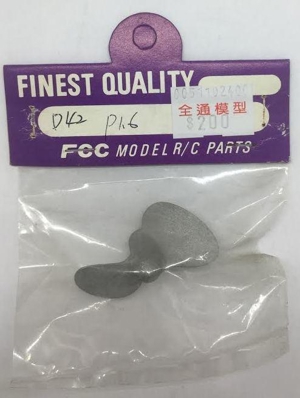 FINEST QUALITY
全通模型
$200
D42 P1.6
FCC MODEL R/C PARTS